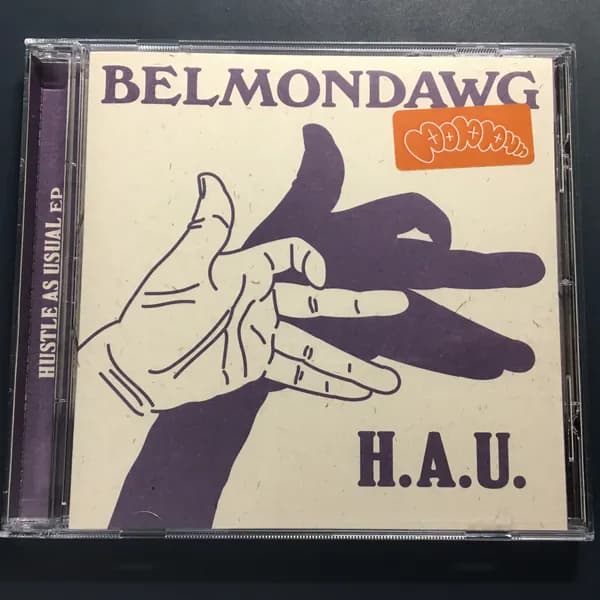 BELMONDAWG
HUSTLE AS USUAL EP
H.A.U.